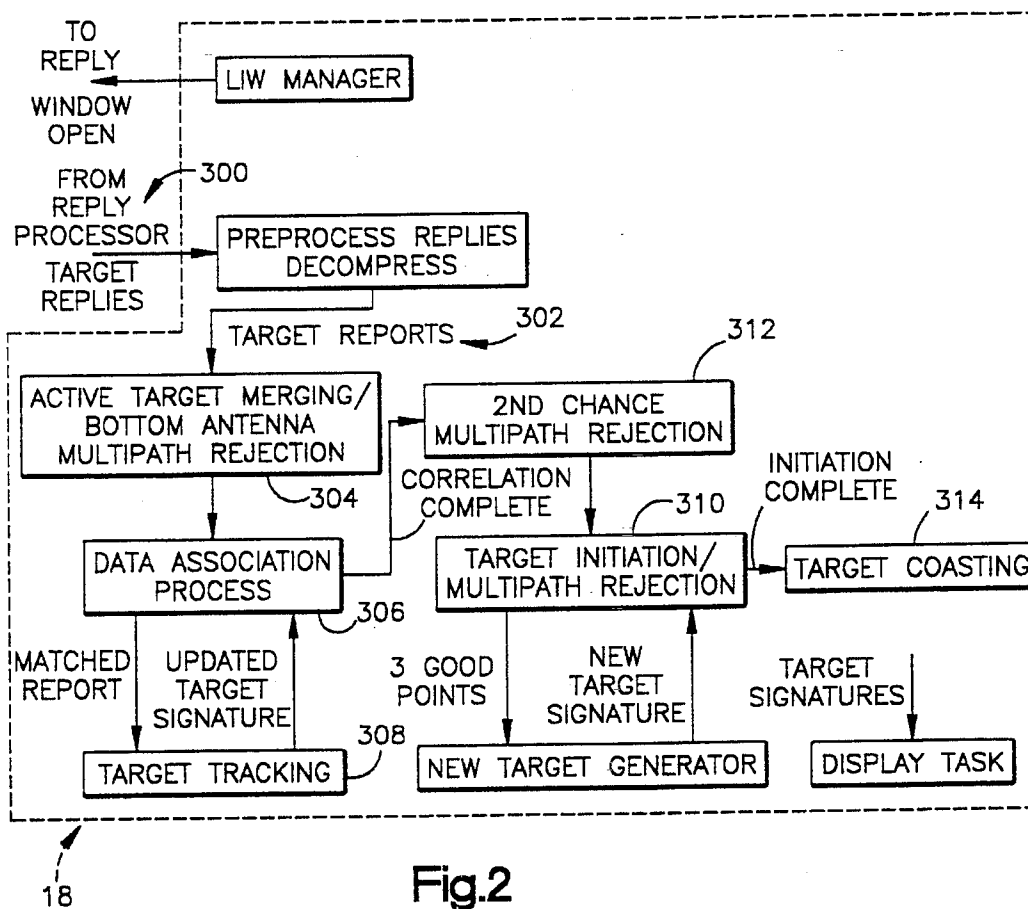 TO
REPLY
WINDOW
OPEN
LIW MANAGER
FROM
REPLY
PROCESSOR
300
TARGET
REPLIES
PREPROCESS REPLIES
DECOMPRESS
TARGET REPORTS
302
312
ACTIVE TARGET MERGING/
BOTTOM ANTENNA
MULTIPATH REJECTION
304
2ND CHANCE
MULTIPATH REJECTION
CORRELATION
COMPLETE
INITIATION
COMPLETE
310
314
DATA ASSOCIATION
PROCESS
306
TARGET INITIATION/
MULTIPATH REJECTION
TARGET COASTING
MATCHED
REPORT
UPDATED
TARGET
SIGNATURE
308
3 GOOD
POINTS
NEW
TARGET
SIGNATURE
TARGET
SIGNATURES
TARGET TRACKING
NEW TARGET GENERATOR
DISPLAY TASK
18
Fig.2